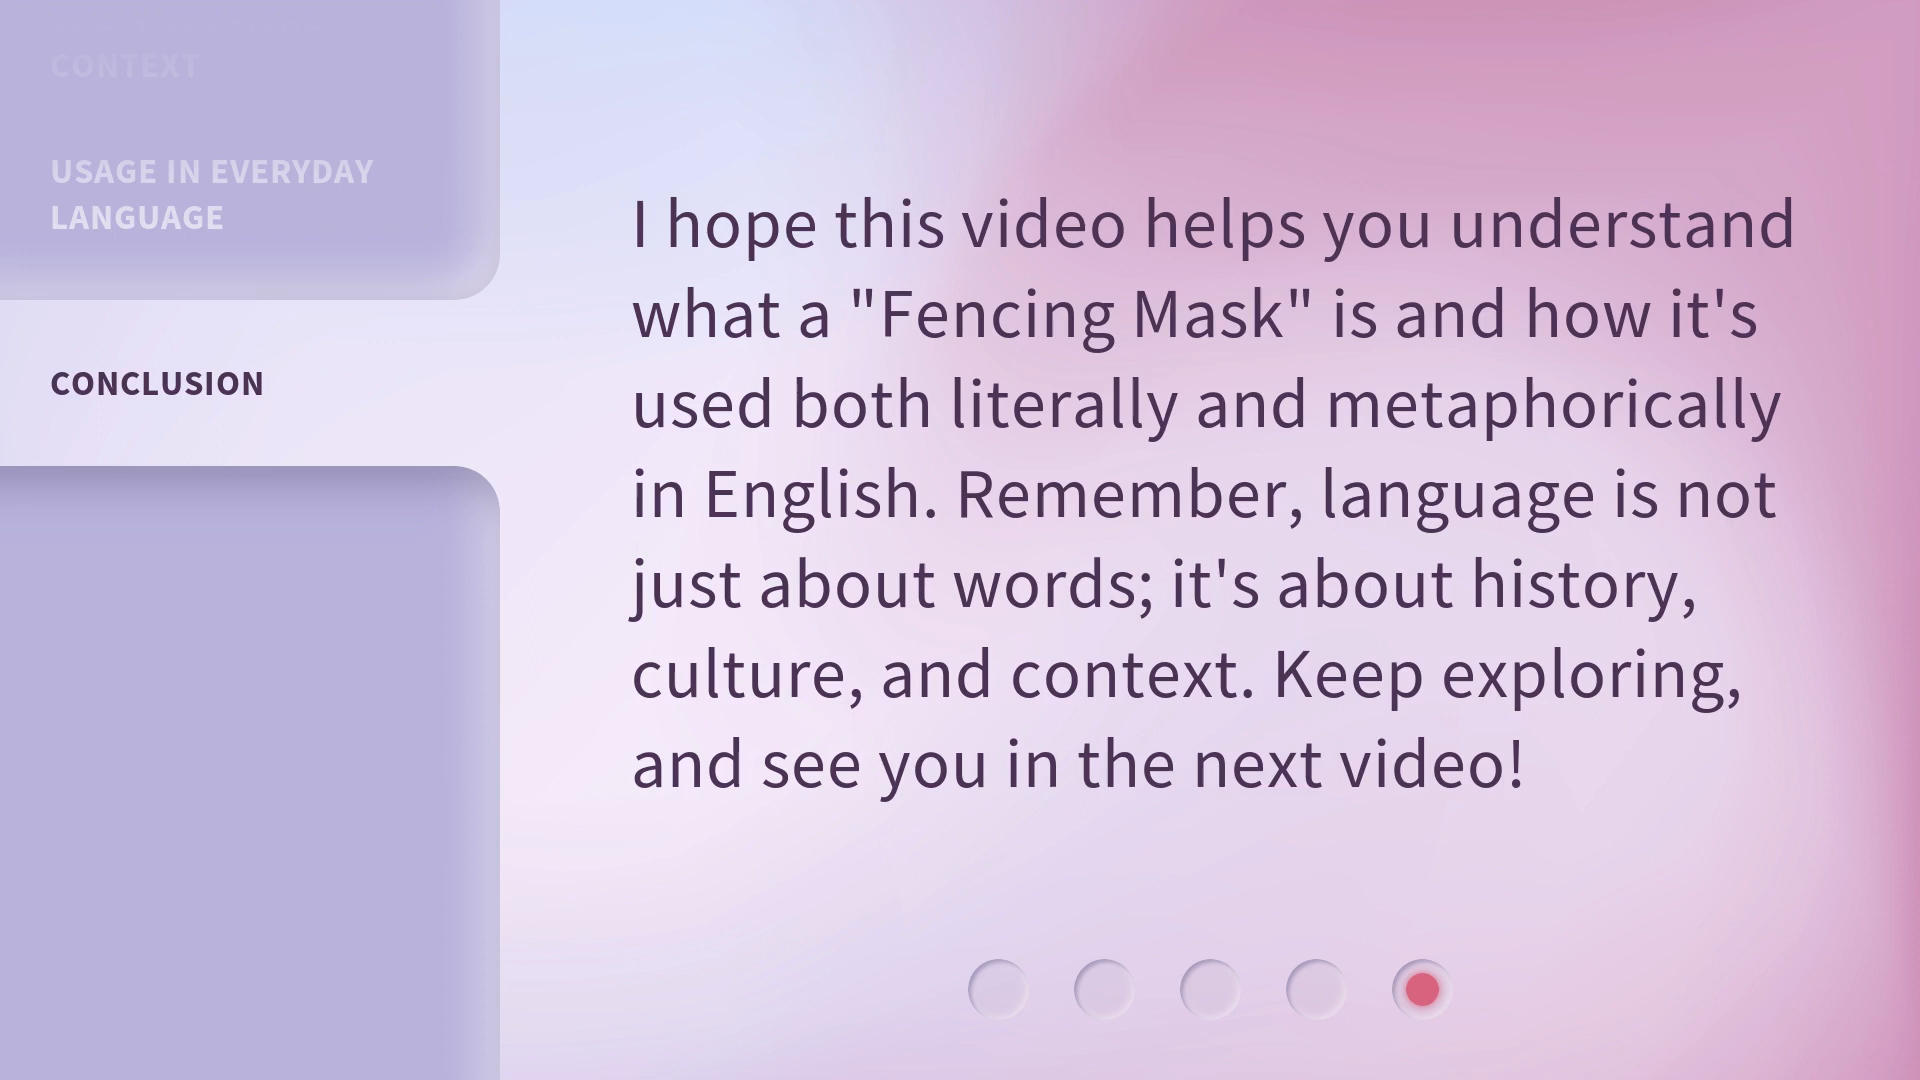 CONTEXT
USAGE IN EVERYDAY
LANGUAGE
CONCLUSION
I hope this video helps you understand
what a "Fencing Mask" is and how it's
used both literally and metaphorically
in English. Remember, language is not
just about words; it's about history,
culture, and context. Keep exploring,
and see you in the next video!